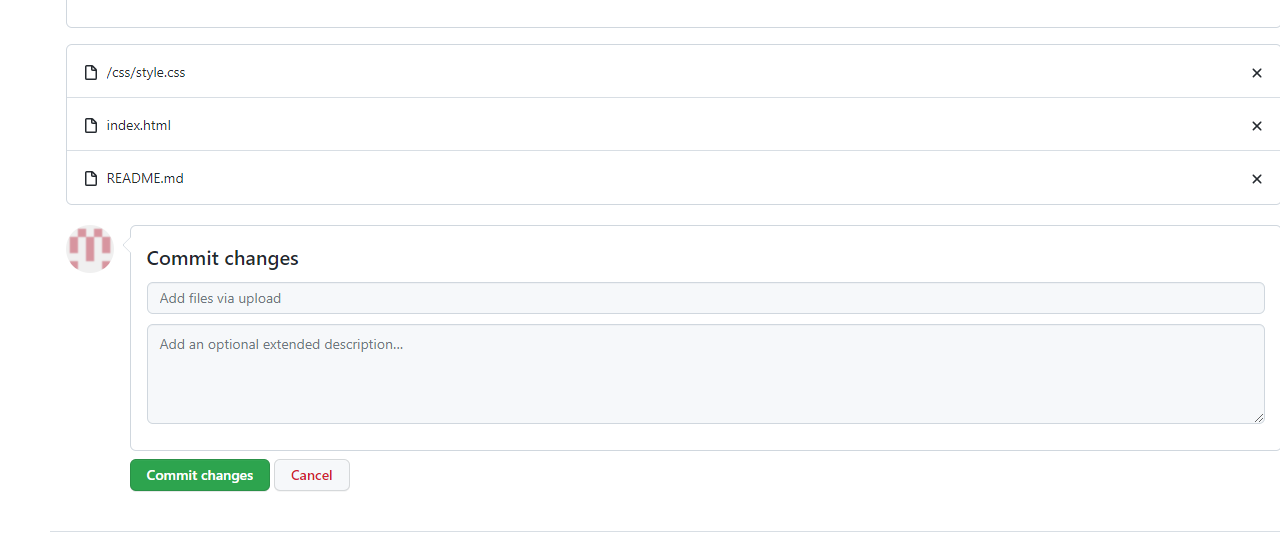 /css/style.css
index.html
README.md
Commit changes
Add files via upload
Add an optional extended description...
Commit changes
Cancel